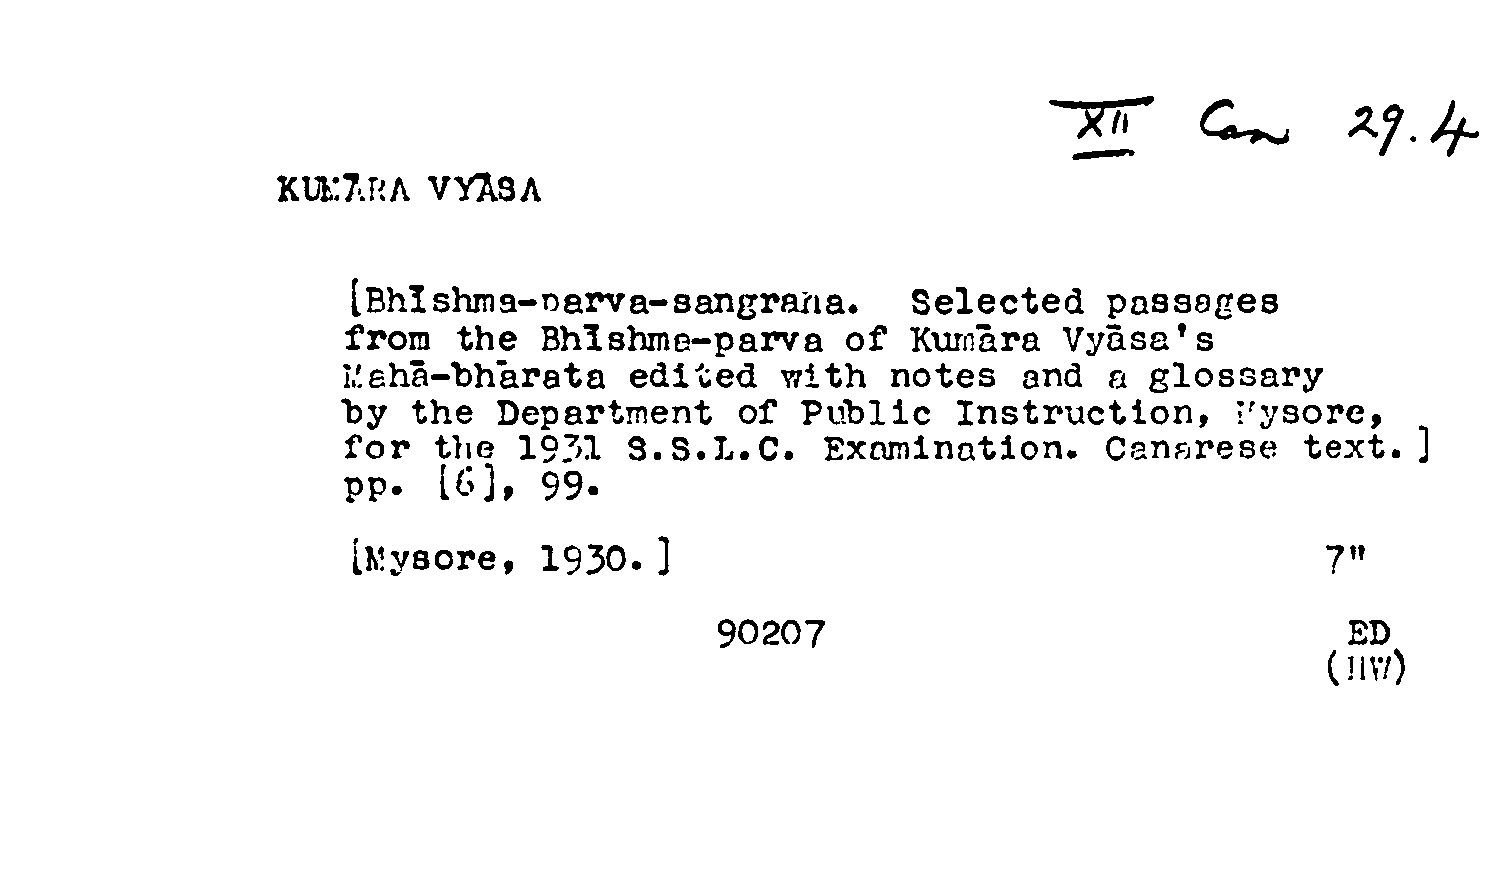 XII Can 29.4
KUMĀRA VYĀSA
[Bhīshma-parva-sangraha. Selected passages
from the Bhīshma-parva of Kumāra Vyāsa's
Mahā-bhārata edited with notes and a glossary
by the Department of Public Instruction, Mysore,
for the 1931 S.S.L.C. Examination. Canarese text.]
pp. [6], 99.
[Mysore, 1930.] 7"
90207 ED
(HW)